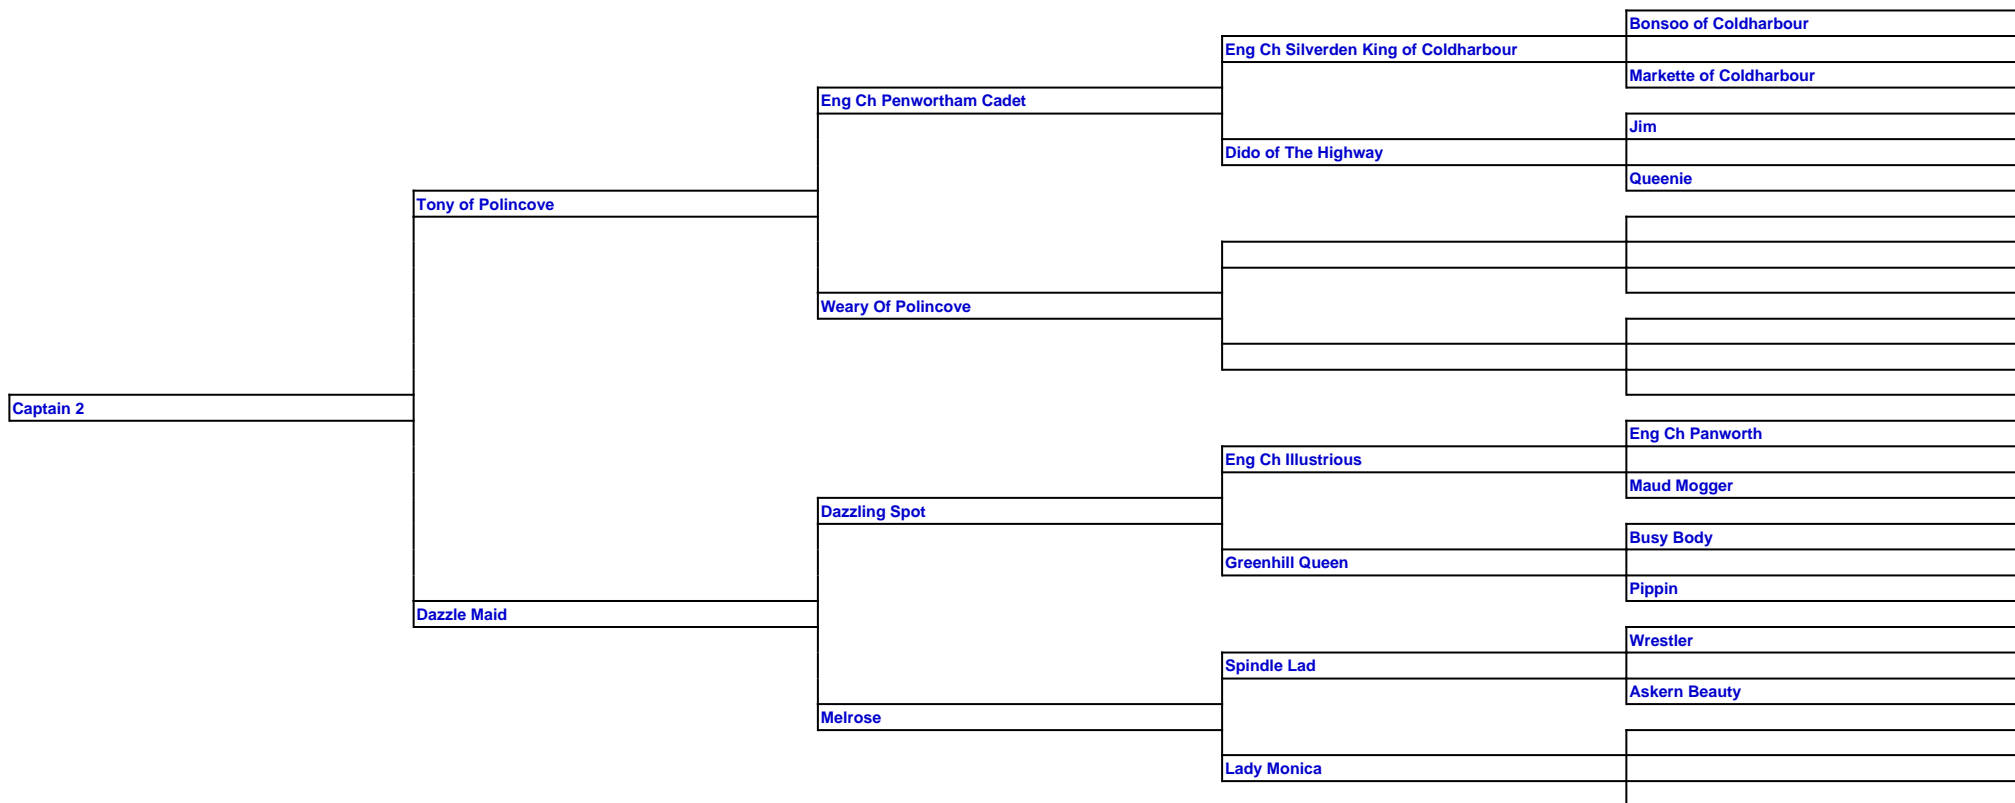 Bonsoo of Coldharbour
Eng Ch Silverden King of Coldharbour
Markette of Coldharbour
Eng Ch Penwortham Cadet
Jim
Dido of The Highway
Queenie
Tony of Polincove
Weary Of Polincove
Captain 2
Eng Ch Panworth
Eng Ch Illustrious
Maud Mogger
Dazzling Spot
Busy Body
Greenhill Queen
Pippin
Dazzle Maid
Wrestler
Spindle Lad
Askern Beauty
Melrose
Lady Monica